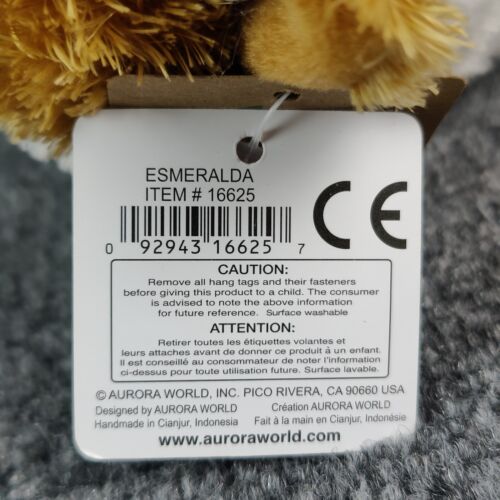 ESMERALDA
ITEM # 16625
CE
0 92943 16625 7
CAUTION:
Remove all hang tags and their fasteners
before giving this product to a child. The consumer
is advised to note the above information
for future reference. Surface washable
ATTENTION:
Retirer toutes les étiquettes volantes et
leurs attaches avant de donner ce produit à un enfant.
Il est conseillé au consommateur de noter l'information
ci-dessus pour toute utilisation future. Surface lavable.
© AURORA WORLD, INC. PICO RIVERA, CA 90660 USA
Designed by AURORA WORLD Création AURORA WORLD
Handmade in Cianjur, Indonesia Fait à la main en Cianjur, Indonésie
www.auroraworld.com